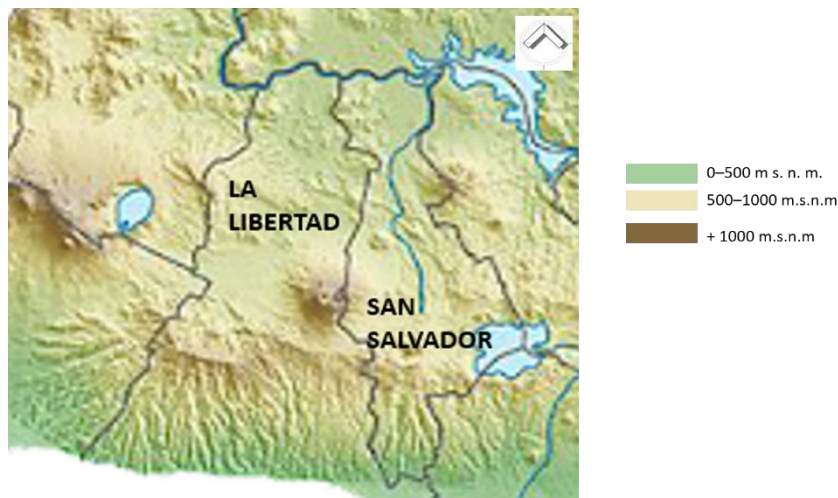 LA
LIBERTAD
SAN
SALVADOR
0–500 m s. n. m.
500–1000 m.s.n.m
+ 1000 m.s.n.m